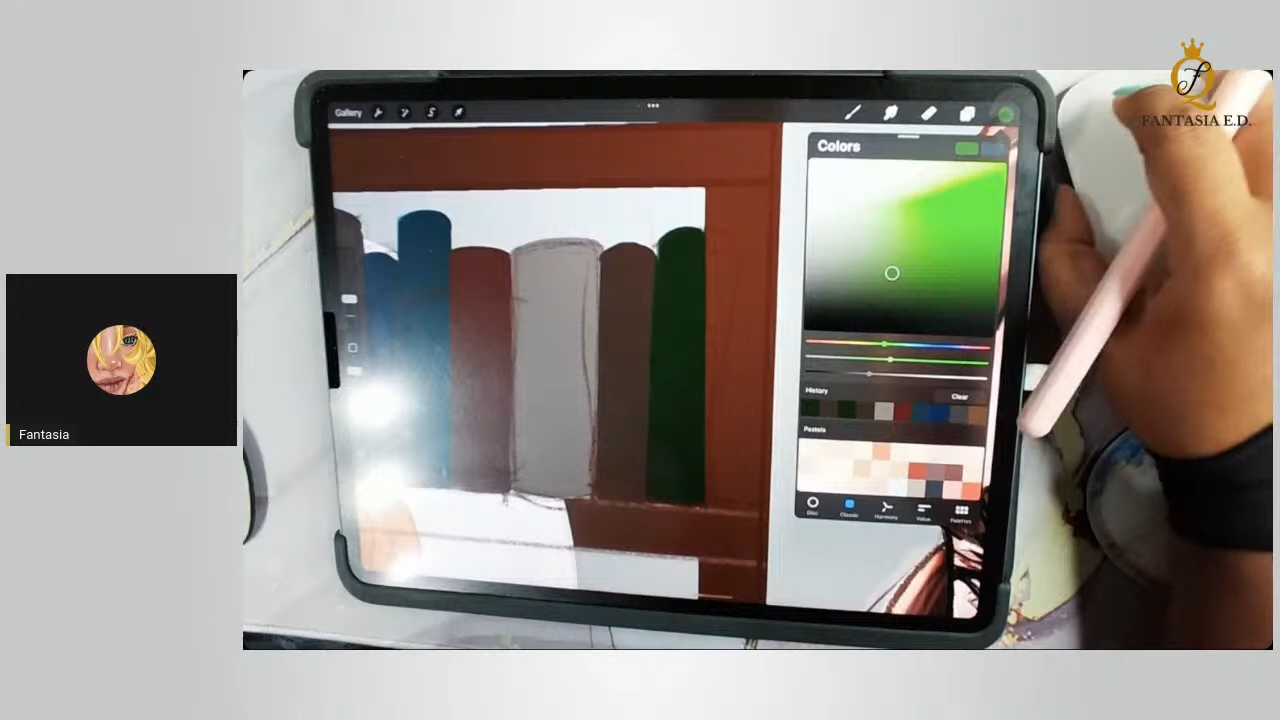 FANTASIA E.D.
Gallery
S
Colors
History
Clear
Pastels
Disc
Classic
Harmony
Value
Palettes
Fantasia